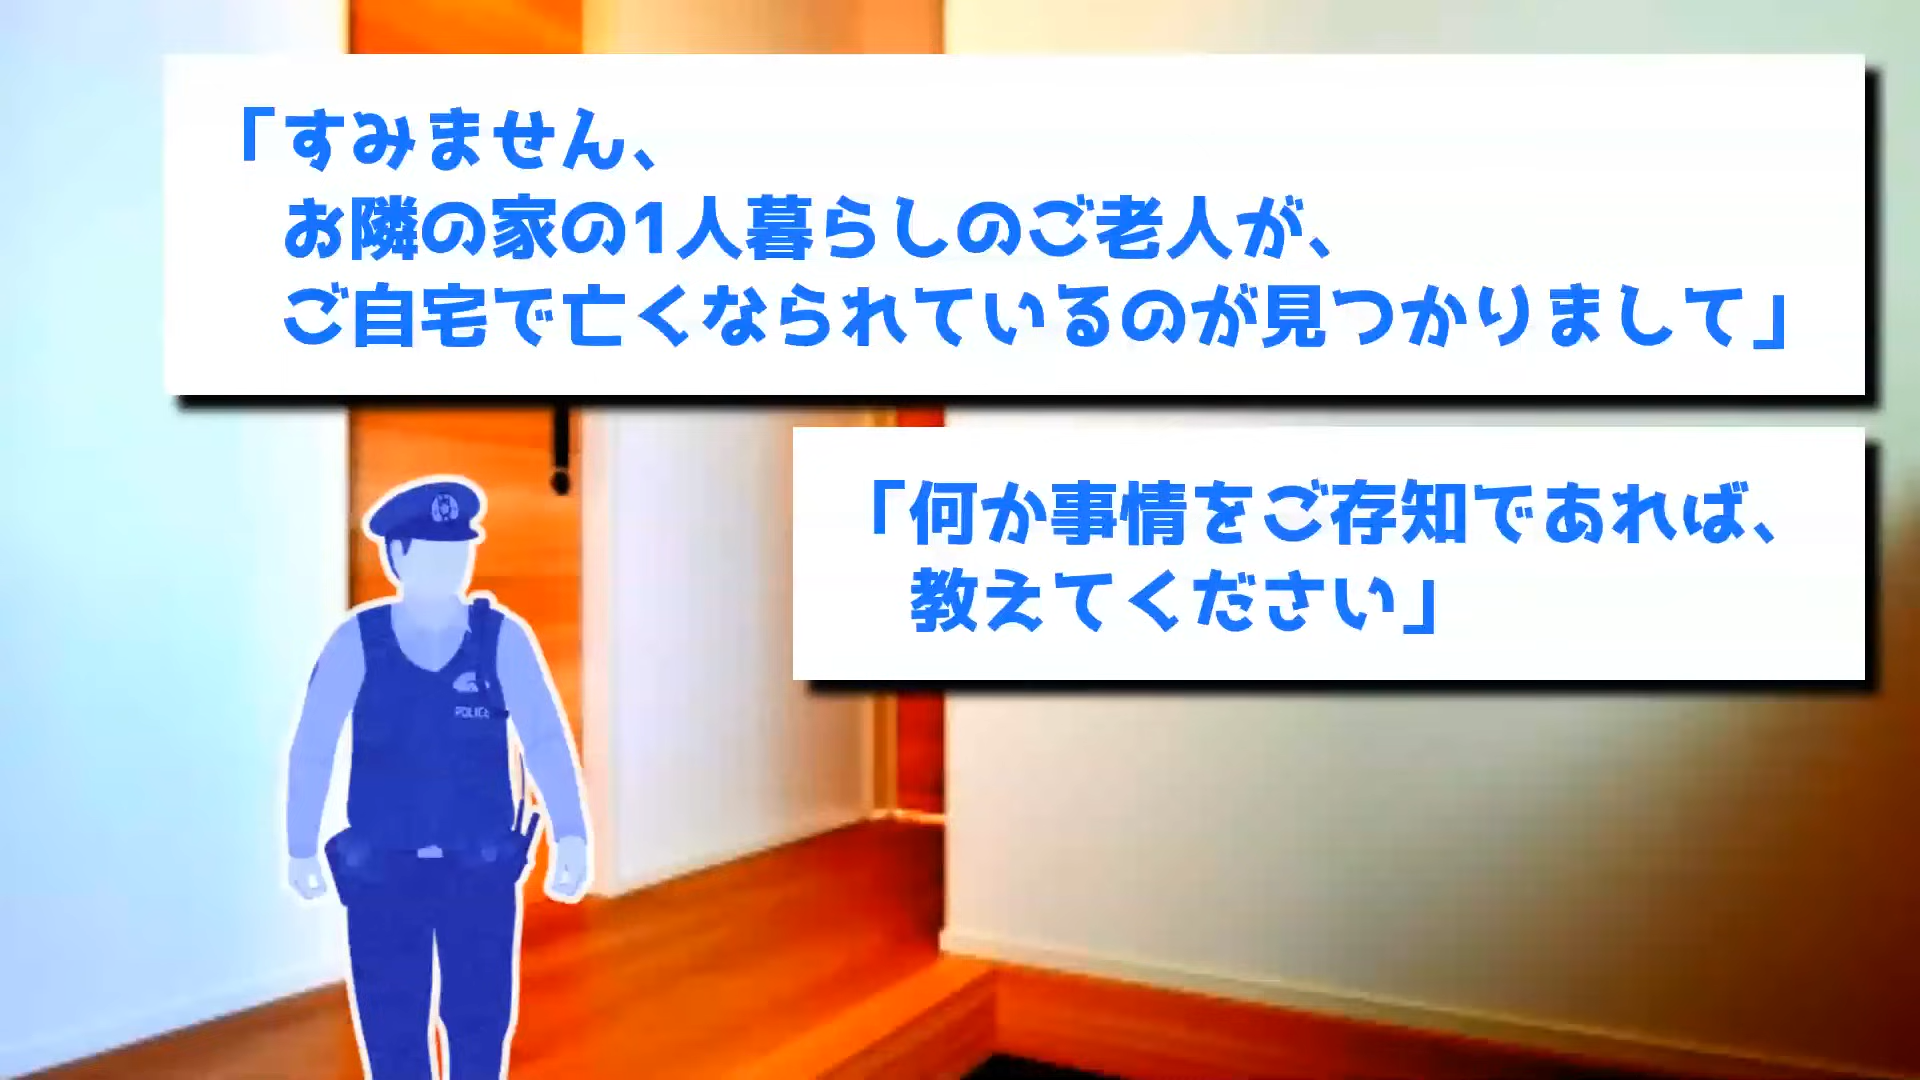 「すみません、
お隣の家の1人暮らしのご老人が、
ご自宅で亡くなられているのが見つかりまして」
「何か事情をご存知であれば、
教えてください」
POLICE